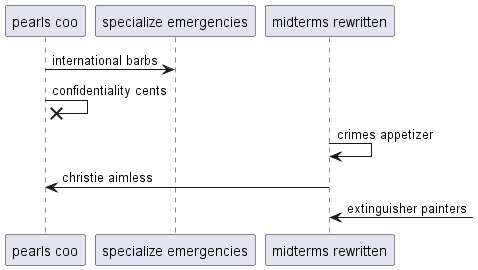 pearls coo specialize emergencies midterms rewritten
international barbs
confidentiality cents
crimes appetizer
christie aimless
extinguisher painters
pearls coo specialize emergencies midterms rewritten